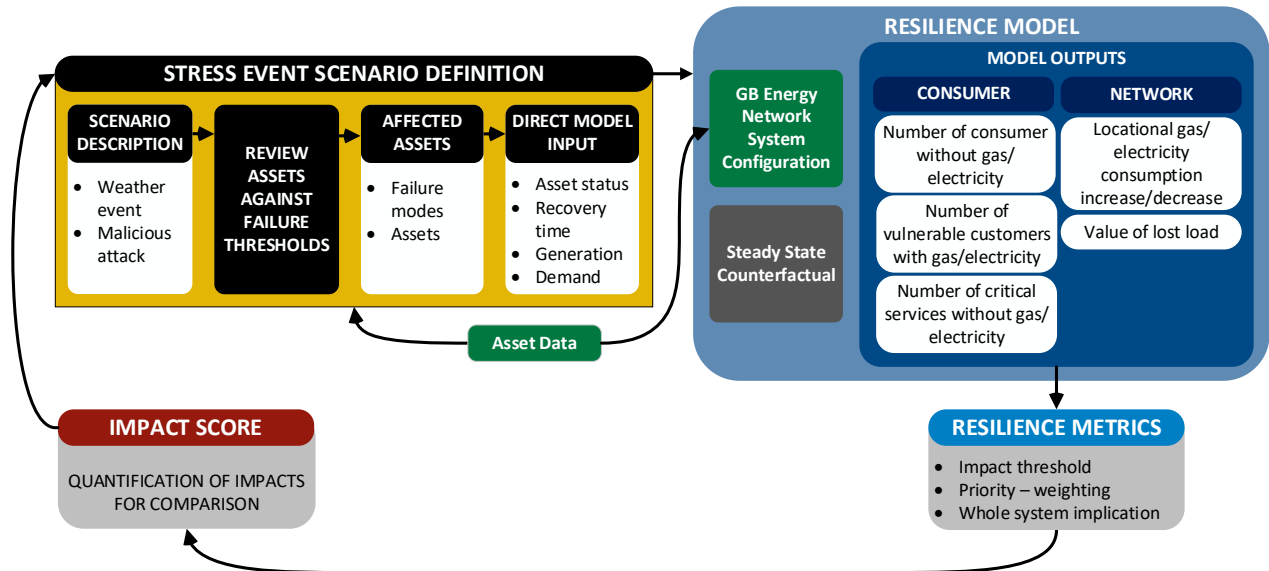 STRESS EVENT SCENARIO DEFINITION
SCENARIO
DESCRIPTION
• Weather
event
• Malicious
attack
REVIEW
ASSETS
AGAINST
FAILURE
THRESHOLDS
AFFECTED
ASSETS
• Failure
modes
• Assets
DIRECT MODEL
INPUT
• Asset status
• Recovery
time
• Generation
• Demand
Asset Data
RESILIENCE MODEL
GB Energy
Network
System
Configuration
Steady State
Counterfactual
MODEL OUTPUTS
CONSUMER
Number of consumer
without gas/
electricity
Number of
vulnerable customers
with gas/electricity
Number of critical
services without gas/
electricity
NETWORK
Locational gas/
electricity
consumption
increase/decrease
Value of lost load
RESILIENCE METRICS
• Impact threshold
• Priority – weighting
• Whole system implication
IMPACT SCORE
QUANTIFICATION OF IMPACTS
FOR COMPARISON